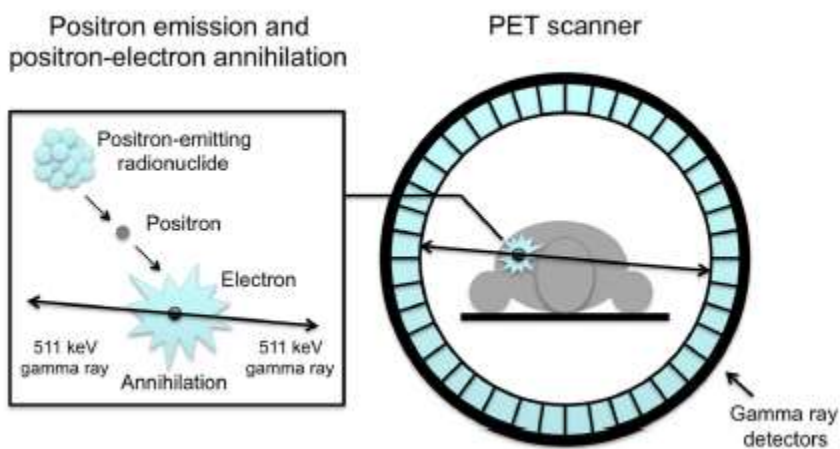 Positron emission and
positron-electron annihilation
PET scanner
Positron-emitting
radionuclide
Positron
Electron
511 keV
gamma ray
511 keV
gamma ray
Annihilation
Gamma ray
detectors